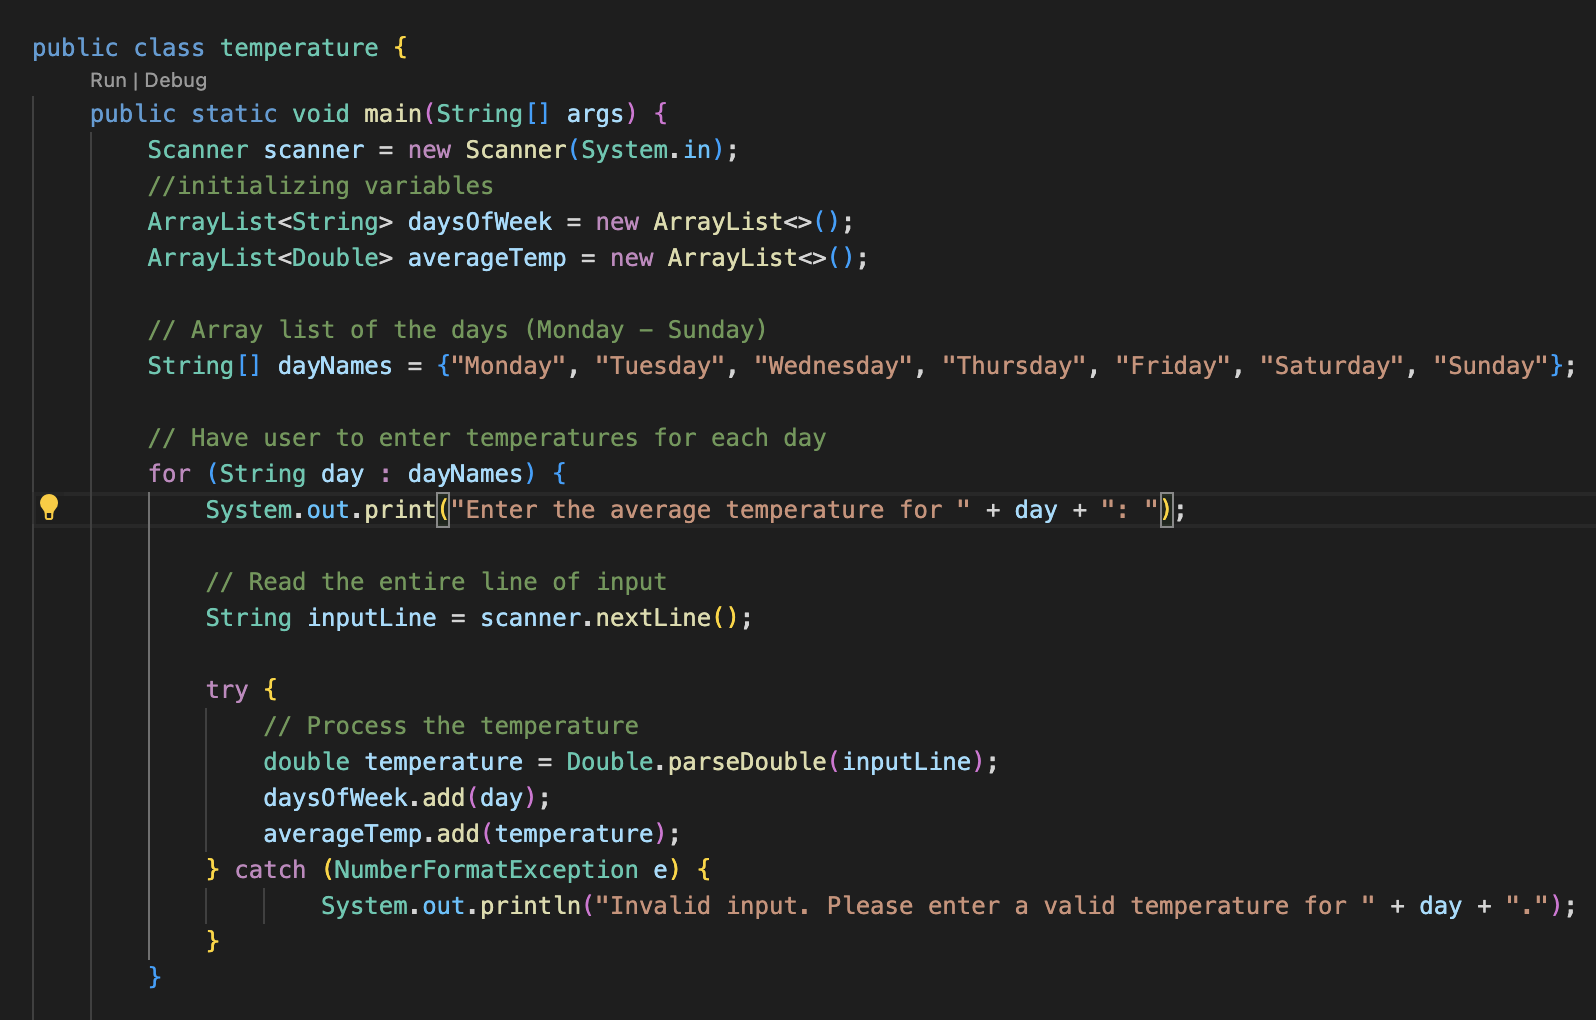 public class temperature {
Run | Debug
public static void main(String[] args) {
Scanner scanner = new Scanner(System.in);
//initializing variables
ArrayList<String> daysOfWeek = new ArrayList<>();
ArrayList<Double> averageTemp = new ArrayList<>();
// Array list of the days (Monday – Sunday)
String[] dayNames = {"Monday", "Tuesday", "Wednesday", "Thursday", "Friday", "Saturday", "Sunday"};
// Have user to enter temperatures for each day
for (String day : dayNames) {
System.out.print("Enter the average temperature for " + day + ": ");
// Read the entire line of input
String inputLine = scanner.nextLine();
try {
// Process the temperature
double temperature = Double.parseDouble(inputLine);
daysOfWeek.add(day);
averageTemp.add(temperature);
} catch (NumberFormatException e) {
System.out.println("Invalid input. Please enter a valid temperature for " + day + ".");
}
}